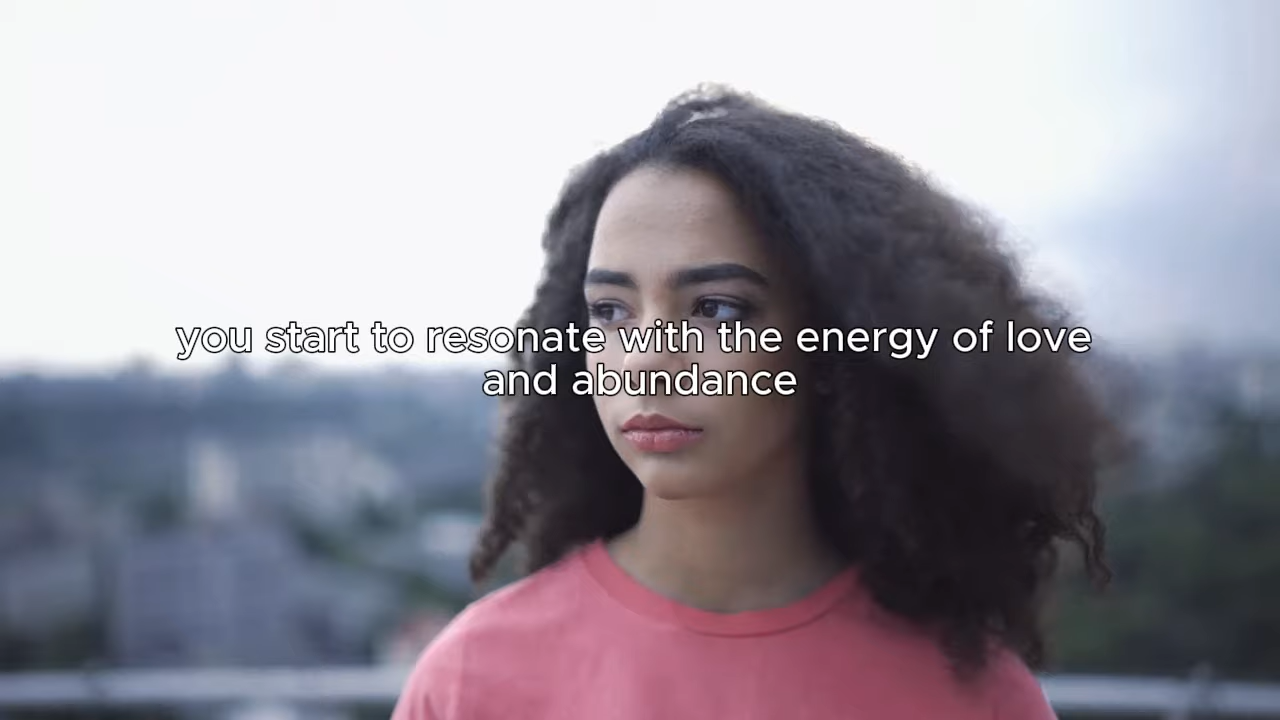 you start to resonate with the energy of love
and abundance